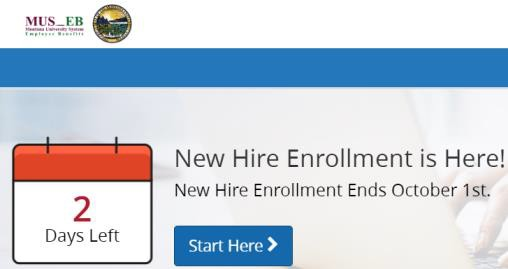 MUS_EB
Montana University System
Employee Benefits
New Hire Enrollment is Here!
New Hire Enrollment Ends October 1st.
2
Days Left
Start Here